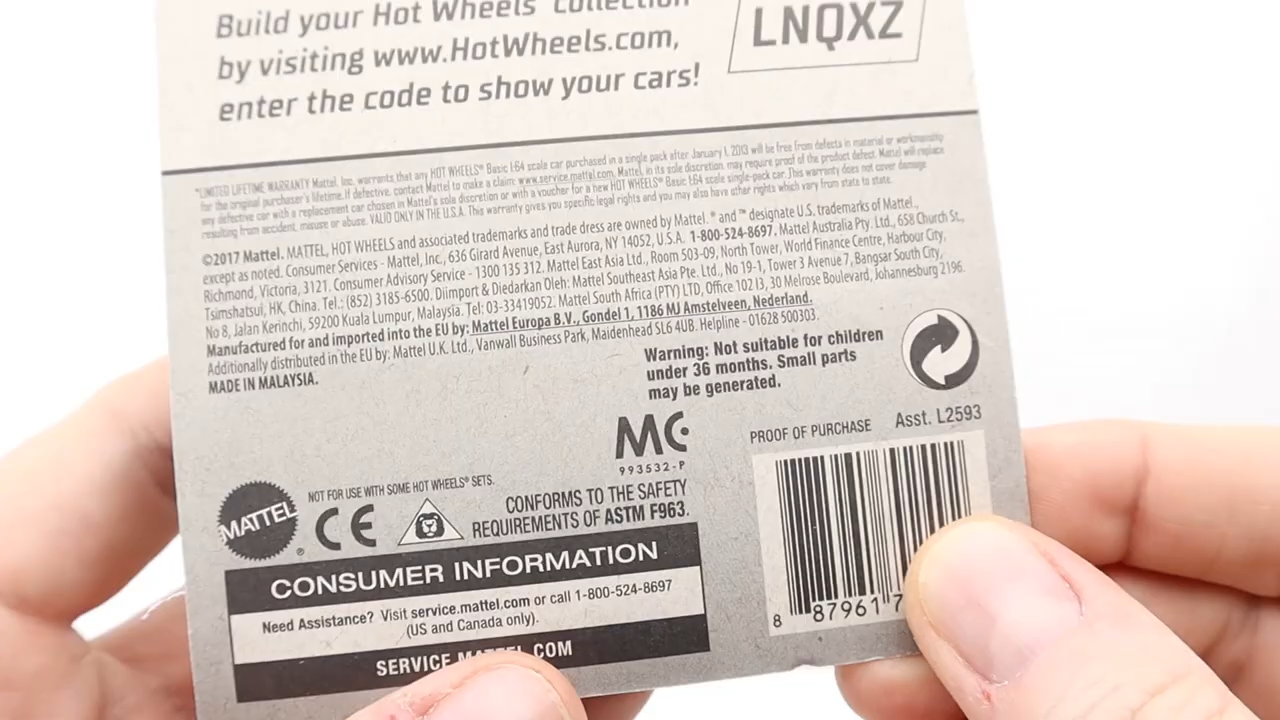 Build your Hot Wheels® Collection
by visiting www.HotWheels.com,
enter the code to show your cars!
LNQXZ
*LIMITED LIFETIME WARRANTY Mattel, Inc. warrants that any HOT WHEELS® Basic 1:64 scale car purchased in a single pack after January 1, 2013 will be free from defects in material or workmanship
for the original purchaser's lifetime. If defective, contact Mattel to make a claim: www.service.mattel.com. Mattel, in its sole discretion, may require proof of the product defect. Mattel will replace
any defective car with a replacement car chosen in Mattel's sole discretion or with a voucher for a new HOT WHEELS® Basic 1:64 scale single-pack car. This warranty does not cover damage
resulting from accident, misuse or abuse. VALID ONLY IN THE U.S.A. This warranty gives you specific legal rights and you may also have other rights which vary from state to state.
©2017 Mattel. MATTEL, HOT WHEELS and associated trademarks and trade dress are owned by Mattel. ® and ™ designate U.S. trademarks of Mattel,
except as noted. Consumer Services - Mattel, Inc., 636 Girard Avenue, East Aurora, NY 14052, U.S.A. 1-800-524-8697. Mattel Australia Pty. Ltd., 658 Church St.,
Richmond, Victoria, 3121. Consumer Advisory Service - 1300 135 312. Mattel East Asia Ltd., Room 503-09, North Tower, World Finance Centre, Harbour City,
Tsimshatsui, HK, China. Tel.: (852) 3185-6500. Diimport & Diedarkan Oleh: Mattel Southeast Asia Pte. Ltd., No 19-1, Tower 3 Avenue 7, Bangsar South City,
No 8, Jalan Kerinchi, 59200 Kuala Lumpur, Malaysia. Tel: 03-33419052. Mattel South Africa (PTY) LTD, Office 102 I3, 30 Melrose Boulevard, Johannesburg 2196.
Manufactured for and imported into the EU by: Mattel Europa B.V., Gondel 1, 1186 MJ Amstelveen, Nederland.
Additionally distributed in the EU by: Mattel U.K. Ltd., Vanwall Business Park, Maidenhead SL6 4UB. Helpline - 01628 500303.
MADE IN MALAYSIA.
Warning: Not suitable for children
under 36 months. Small parts
may be generated.
MC
993532-P
PROOF OF PURCHASE
Asst. L2593
MATTEL
®
NOT FOR USE WITH SOME HOT WHEELS® SETS.
CE
CONFORMS TO THE SAFETY
REQUIREMENTS OF ASTM F963.
CONSUMER INFORMATION
Need Assistance? Visit service.mattel.com or call 1-800-524-8697
(US and Canada only).
SERVICE.MATTEL.COM
8 87961 7